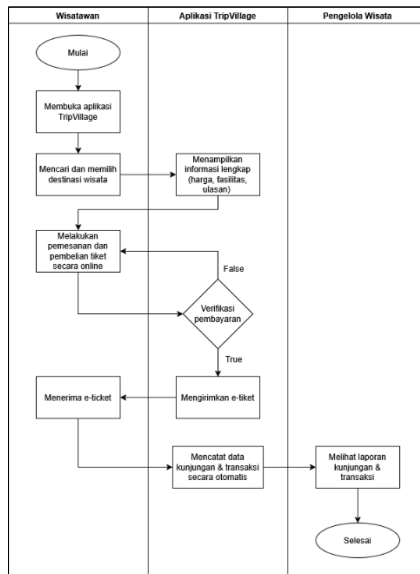 Wisatawan
Aplikasi TripVillage
Pengelola Wisata
Mulai
Membuka aplikasi
TripVillage
Mencari dan memilih
destinasi wisata
Menampilkan
informasi lengkap
(harga, fasilitas,
ulasan)
Melakukan
pemesanan dan
pembelian tiket
secara online
False
Verifikasi
pembayaran
True
Menerima e-ticket
Mengirimkan e-tiket
Mencatat data
kunjungan & transaksi
secara otomatis
Melihat laporan
kunjungan &
transaksi
Selesai